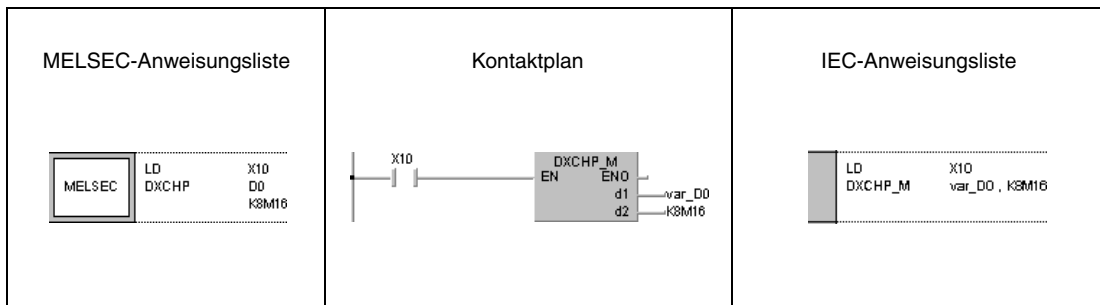 MELSEC-Anweisungsliste
Kontaktplan
IEC-Anweisungsliste
MELSEC
LD X10
DXCHP D0
K8M16
X10
DXCHP_M
EN ENO
d1 var_D0
d2 K8M16
LD X10
DXCHP_M var_D0 , K8M16